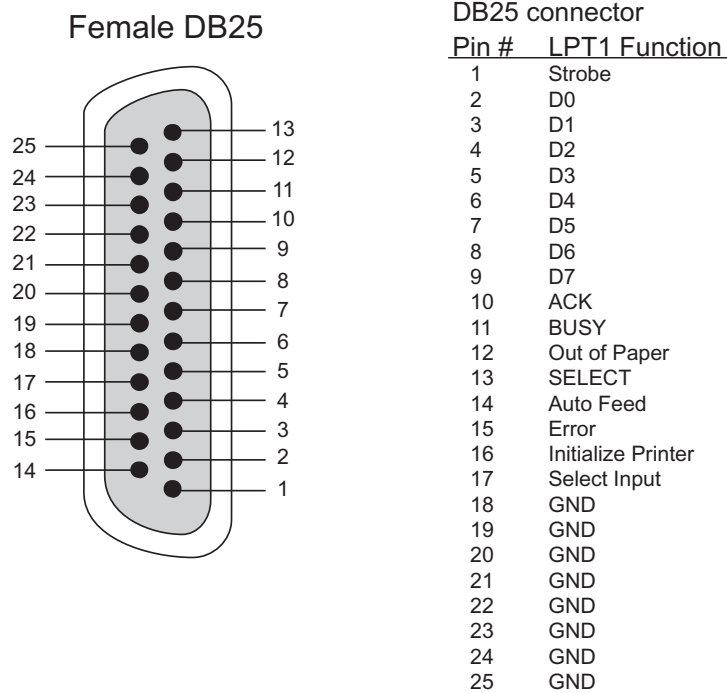 Female DB25
25
24
23
22
21
20
19
18
17
16
15
14
13
12
11
10
9
8
7
6
5
4
3
2
1
DB25 connector
Pin # LPT1 Function
1 Strobe
2 D0
3 D1
4 D2
5 D3
6 D4
7 D5
8 D6
9 D7
10 ACK
11 BUSY
12 Out of Paper
13 SELECT
14 Auto Feed
15 Error
16 Initialize Printer
17 Select Input
18 GND
19 GND
20 GND
21 GND
22 GND
23 GND
24 GND
25 GND